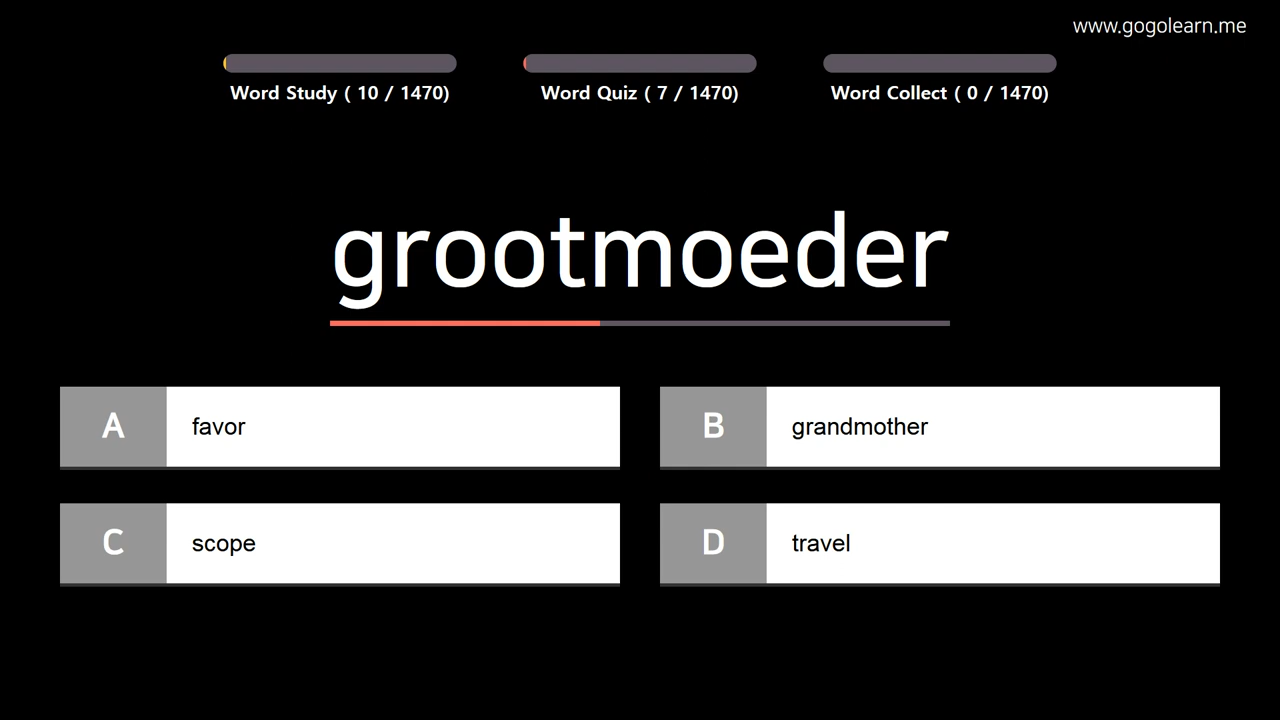 www.gogolearn.me
Word Study ( 10 / 1470)
Word Quiz ( 7 / 1470)
Word Collect ( 0 / 1470)
grootmoeder
A favor
B grandmother
C scope
D travel